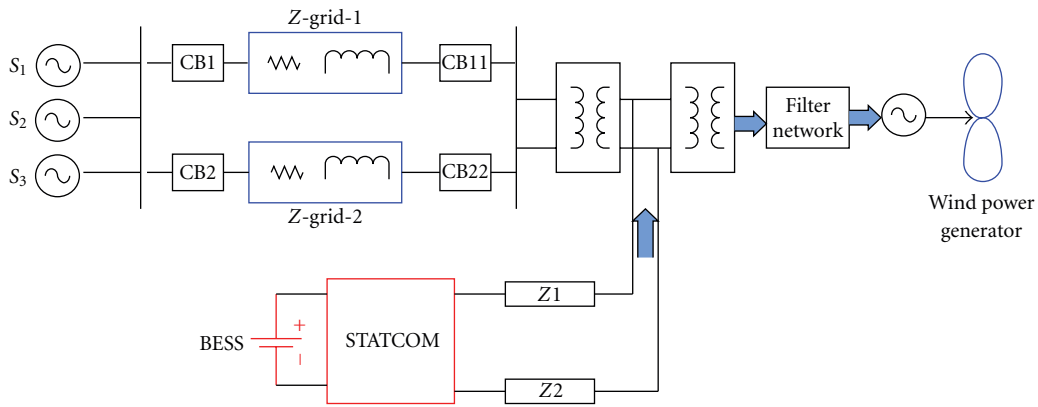 Z-grid-1
S1
CB1
CB11
S2
S3
CB2
CB22
Z-grid-2
Filter
network
Wind power
generator
Z1
BESS
+
−
STATCOM
Z2